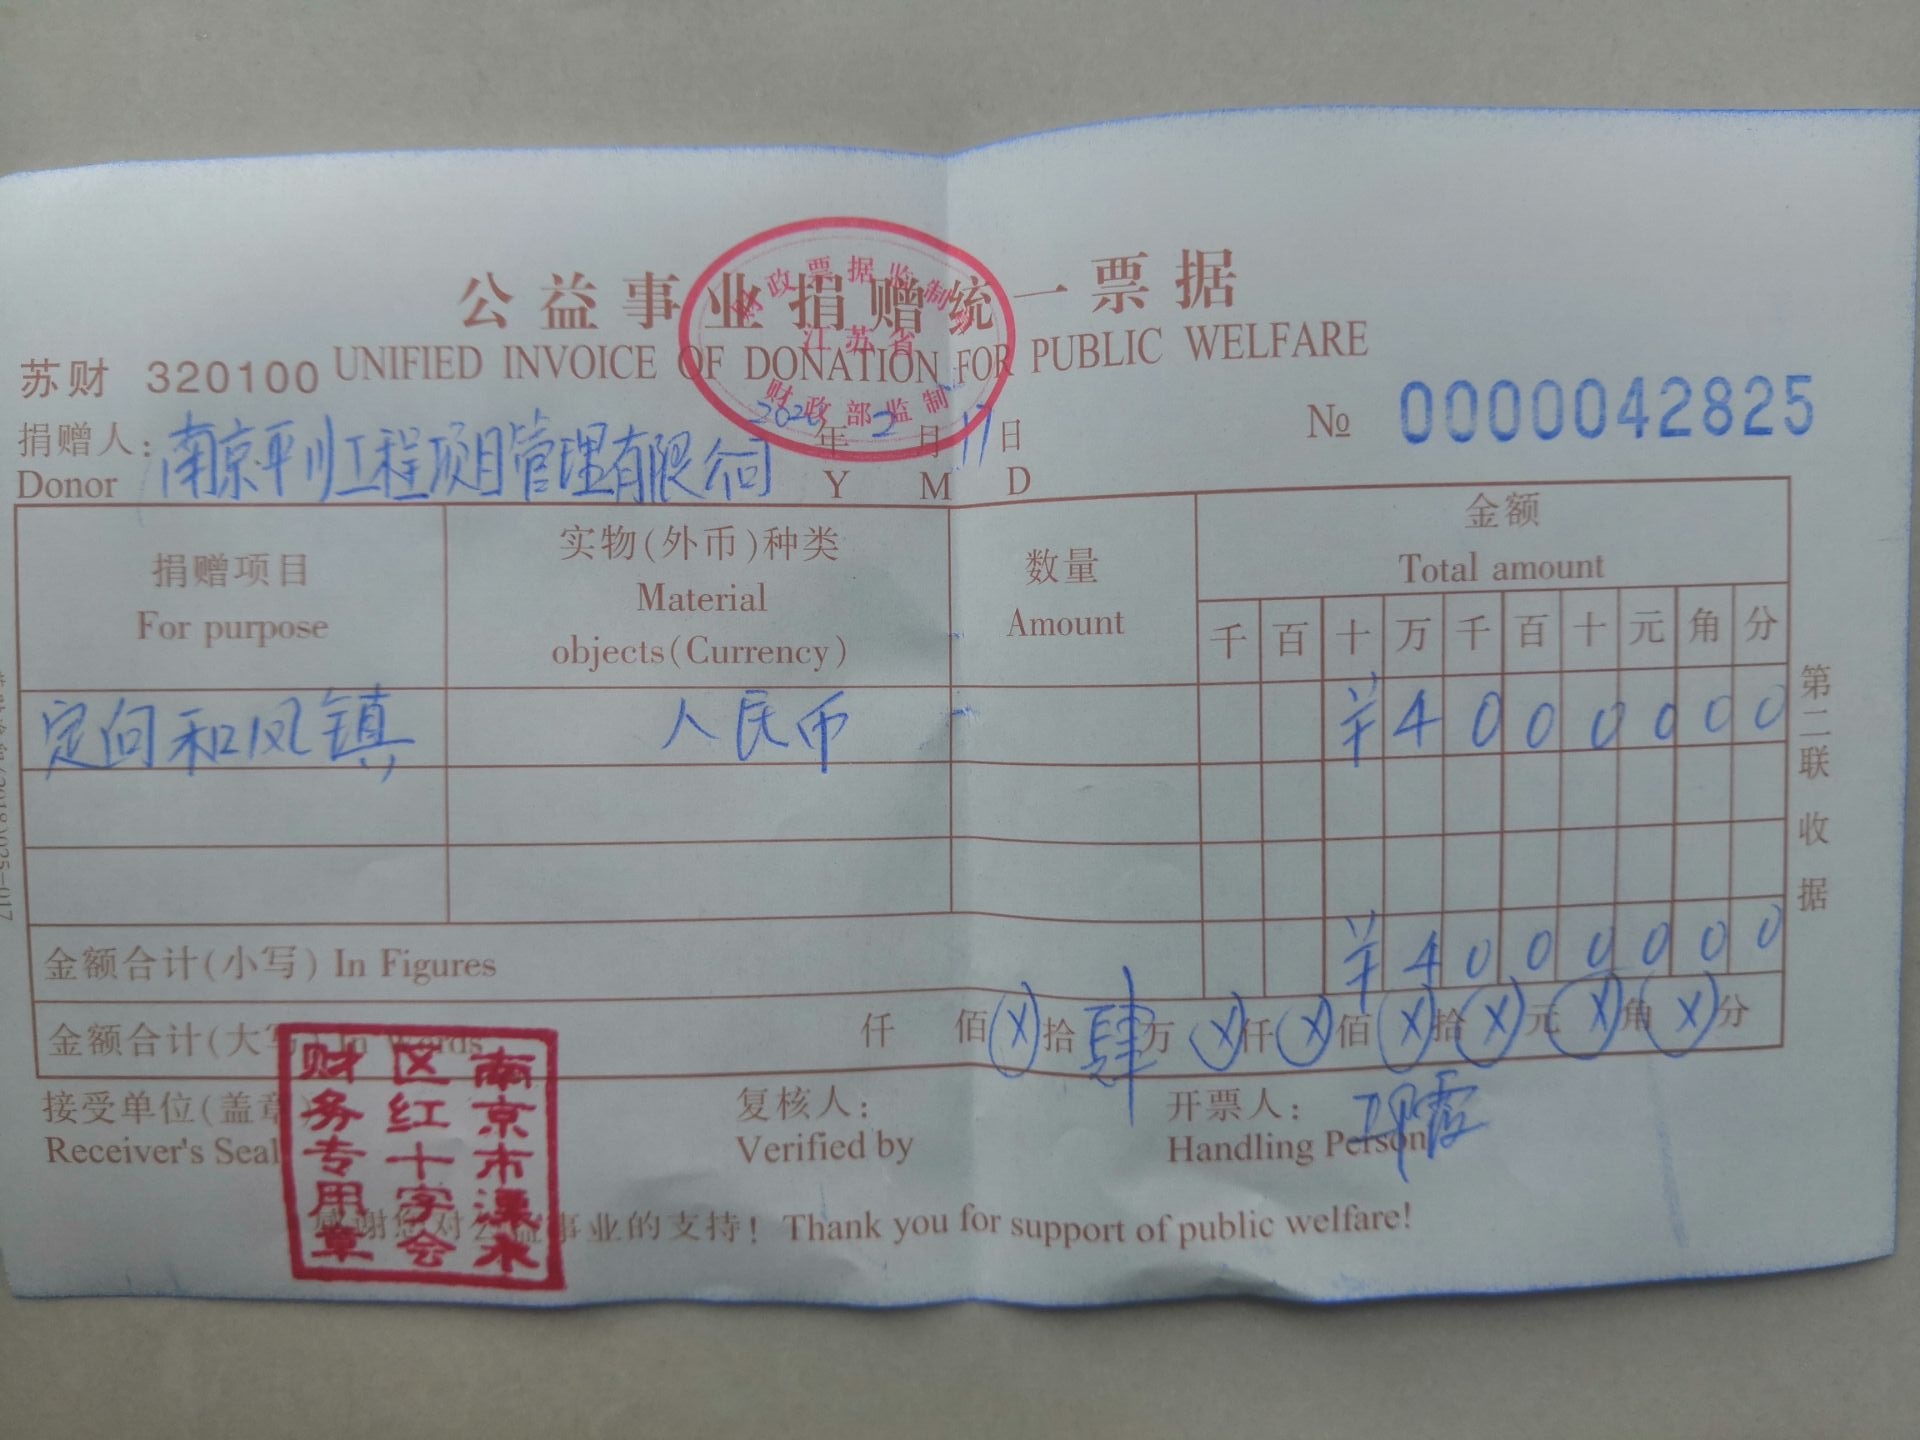 公益事业捐赠统一票据
UNIFIED INVOICE OF DONATION FOR PUBLIC WELFARE
财政票据监制章
江苏省
财政部监制
苏财 320100
№ 0000042825
捐赠人: 南京平川工程项目管理有限公司 2020 年 2 月 17 日
Donor Y M D
捐赠项目 实物(外币)种类 数量 金额
For purpose Material objects(Currency) Amount Total amount
千 百 十 万 千 百 十 元 角 分
定向和凤镇 人民币 ¥ 4 0 0 0 0 0 0
金额合计(小写) In Figures ¥ 4 0 0 0 0 0 0
金额合计(大写) In Words 仟 佰 ⓧ 拾 肆 万 ⓧ 仟 ⓧ 佰 ⓧ 拾 ⓧ 元 ⓧ 角 ⓧ 分
接受单位(盖章) 复核人: 开票人:
Receiver's Seal Verified by Handling Person
南京市溧水区红十字会财务专用章
感谢您对公益事业的支持! Thank you for support of public welfare!
第二联 收据